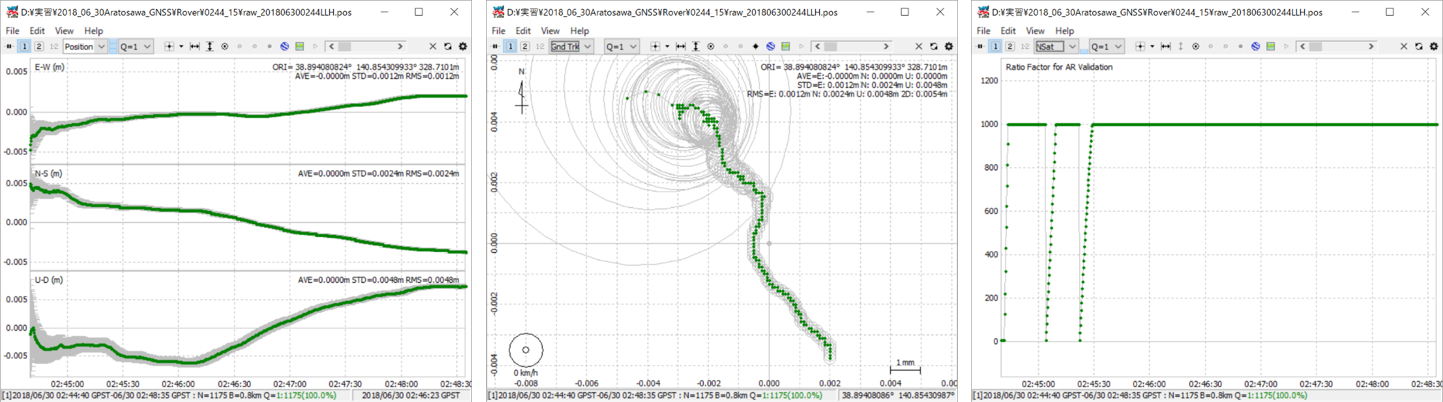 D:¥実習¥2018_06_30Aratosawa_GNSS¥Rover¥0244_15¥raw_201806300244LLH.pos
File Edit View Help
1 2 1-2 Position Q=1
E-W (m)
ORI= 38.894080824° 140.854309933° 328.7101m
AVE=-0.0000m STD=0.0012m RMS=0.0012m
0.005
0.000
-0.005
N-S (m)
AVE=0.0000m STD=0.0024m RMS=0.0024m
0.005
0.000
-0.005
U-D (m)
AVE=0.0000m STD=0.0048m RMS=0.0048m
0.005
0.000
-0.005
02:45:00 02:45:30 02:46:00 02:46:30 02:47:00 02:47:30 02:48:00 02:48:30
[1]2018/06/30 02:44:40 GPST-06/30 02:48:35 GPST : N=1175 B=0.8km Q=1:1175(100.0%) 2018/06/30 02:46:23 GPST
D:¥実習¥2018_06_30Aratosawa_GNSS¥Rover¥0244_15¥raw_201806300244LLH.pos
File Edit View Help
1 2 1-2 Gnd Trk Q=1
N
ORI= 38.894080824° 140.854309933° 328.7101m
AVE=E:-0.0000m N: 0.0000m U: 0.0000m
STD=E: 0.0012m N: 0.0024m U: 0.0048m
RMS=E: 0.0012m N: 0.0024m U: 0.0048m 2D: 0.0054m
0.004
0.002
0.000
-0.002
-0.004
0 km/h
1 mm
-0.008 -0.006 -0.004 -0.002 0.000 0.002 0.004
[1]2018/06/30 02:44:40 GPST-06/30 02:48:35 GPST : N=1175 B=0.8km Q=1:1175(100.0%) 38.89408086° 140.85430987°
D:¥実習¥2018_06_30Aratosawa_GNSS¥Rover¥0244_15¥raw_201806300244LLH.pos
File Edit View Help
1 2 1-2 NSat Q=1
Ratio Factor for AR Validation
1200
1000
800
600
400
200
0
02:45:00 02:45:30 02:46:00 02:46:30 02:47:00 02:47:30 02:48:00 02:48:30
[1]2018/06/30 02:44:40 GPST-06/30 02:48:35 GPST : N=1175 B=0.8km Q=1:1175(100.0%)